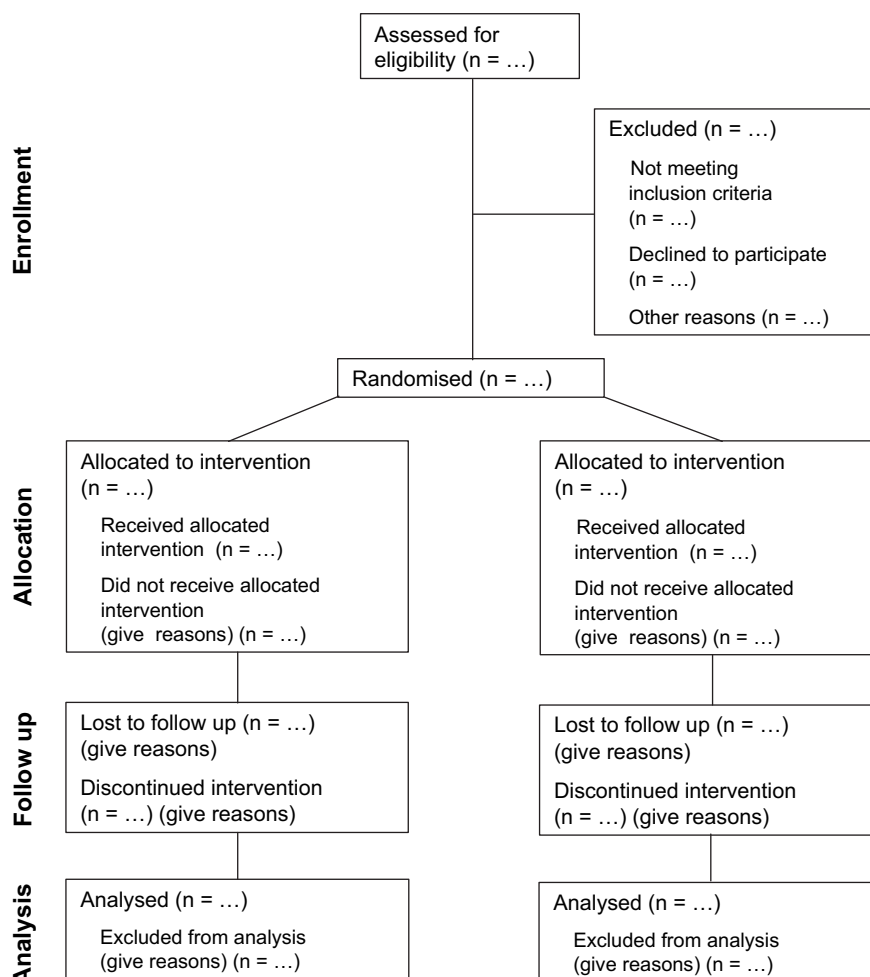 Assessed for
eligibility (n = …)
Enrollment
Excluded (n = …)
Not meeting
inclusion criteria
(n = …)
Declined to participate
(n = …)
Other reasons (n = …)
Randomised (n = …)
Allocation
Allocated to intervention
(n = …)
Received allocated
intervention (n = …)
Did not receive allocated
intervention
(give reasons) (n = …)
Allocated to intervention
(n = …)
Received allocated
intervention (n = …)
Did not receive allocated
intervention
(give reasons) (n = …)
Follow up
Lost to follow up (n = …)
(give reasons)
Discontinued intervention
(n = …) (give reasons)
Lost to follow up (n = …)
(give reasons)
Discontinued intervention
(n = …) (give reasons)
Analysis
Analysed (n = …)
Excluded from analysis
(give reasons) (n = …)
Analysed (n = …)
Excluded from analysis
(give reasons) (n = …)